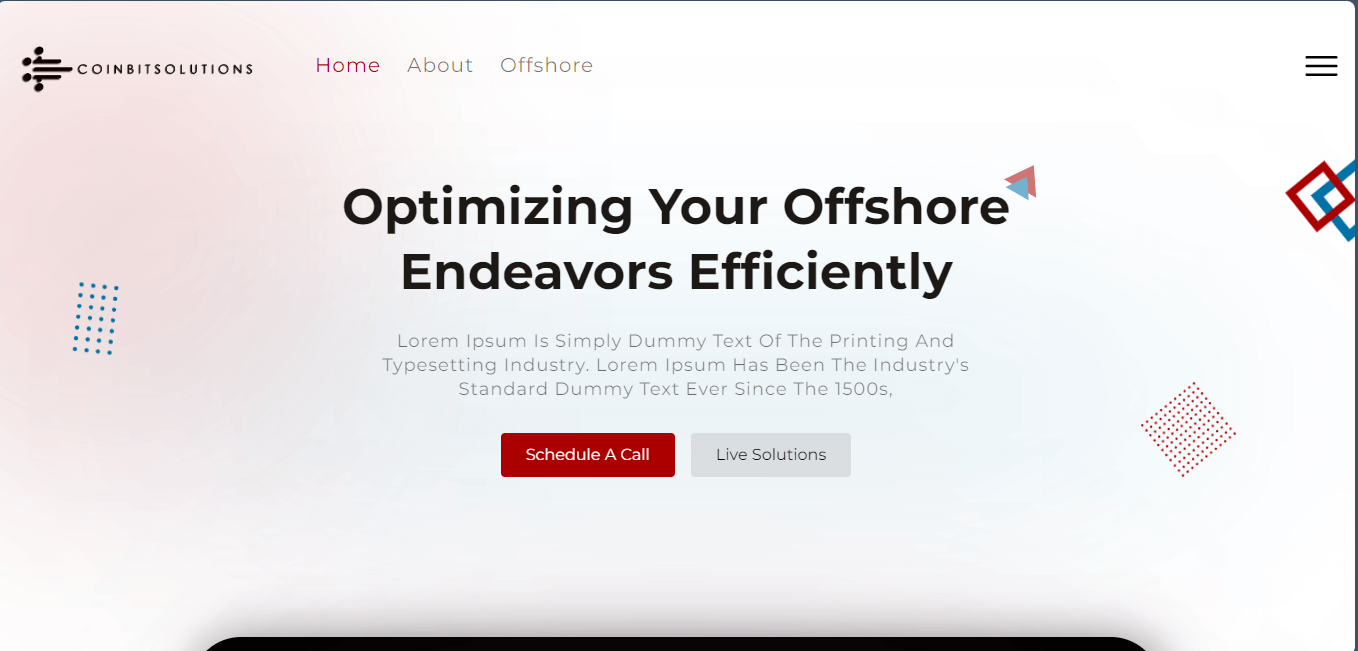 COINBITSOLUTIONS
Home About Offshore
Optimizing Your Offshore
Endeavors Efficiently
Lorem Ipsum Is Simply Dummy Text Of The Printing And
Typesetting Industry. Lorem Ipsum Has Been The Industry's
Standard Dummy Text Ever Since The 1500s,
Schedule A Call
Live Solutions